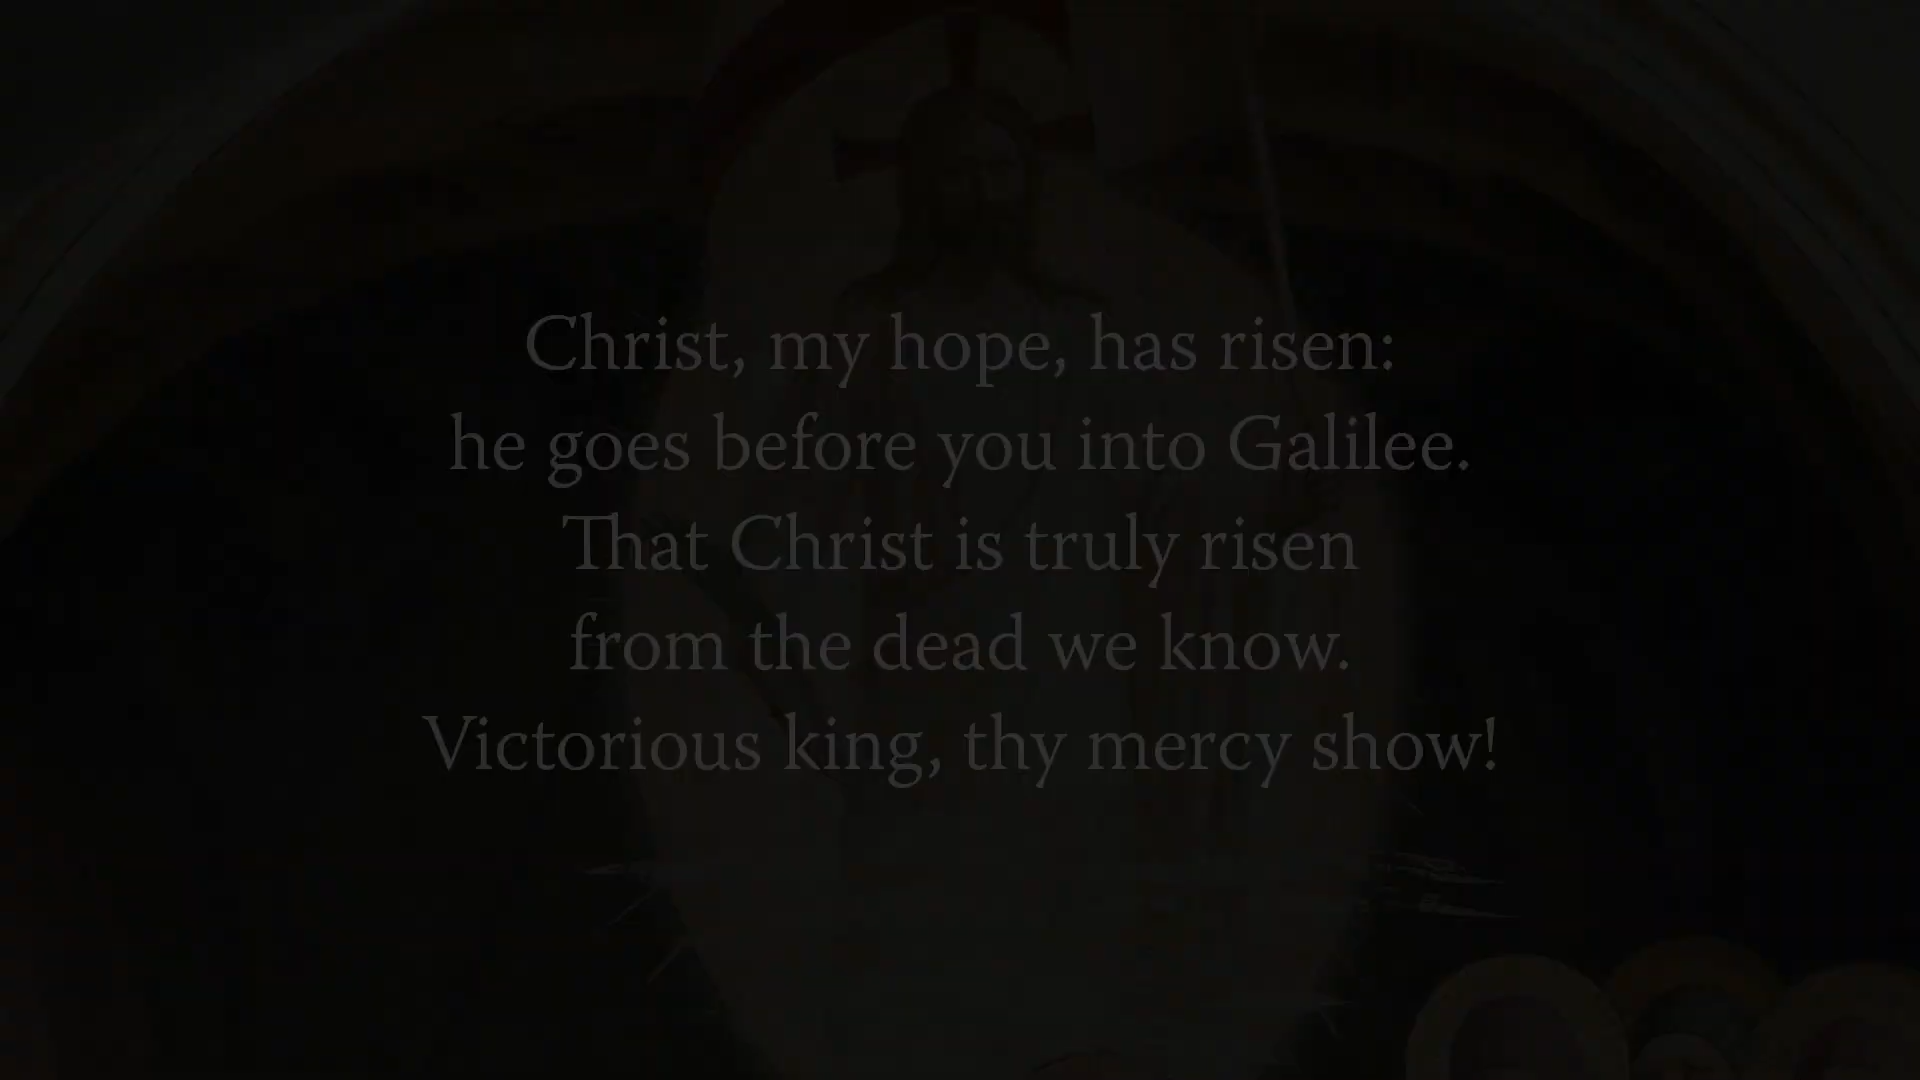 Christ, my hope, has risen:
he goes before you into Galilee.
That Christ is truly risen
from the dead we know.
Victorious king, thy mercy show!